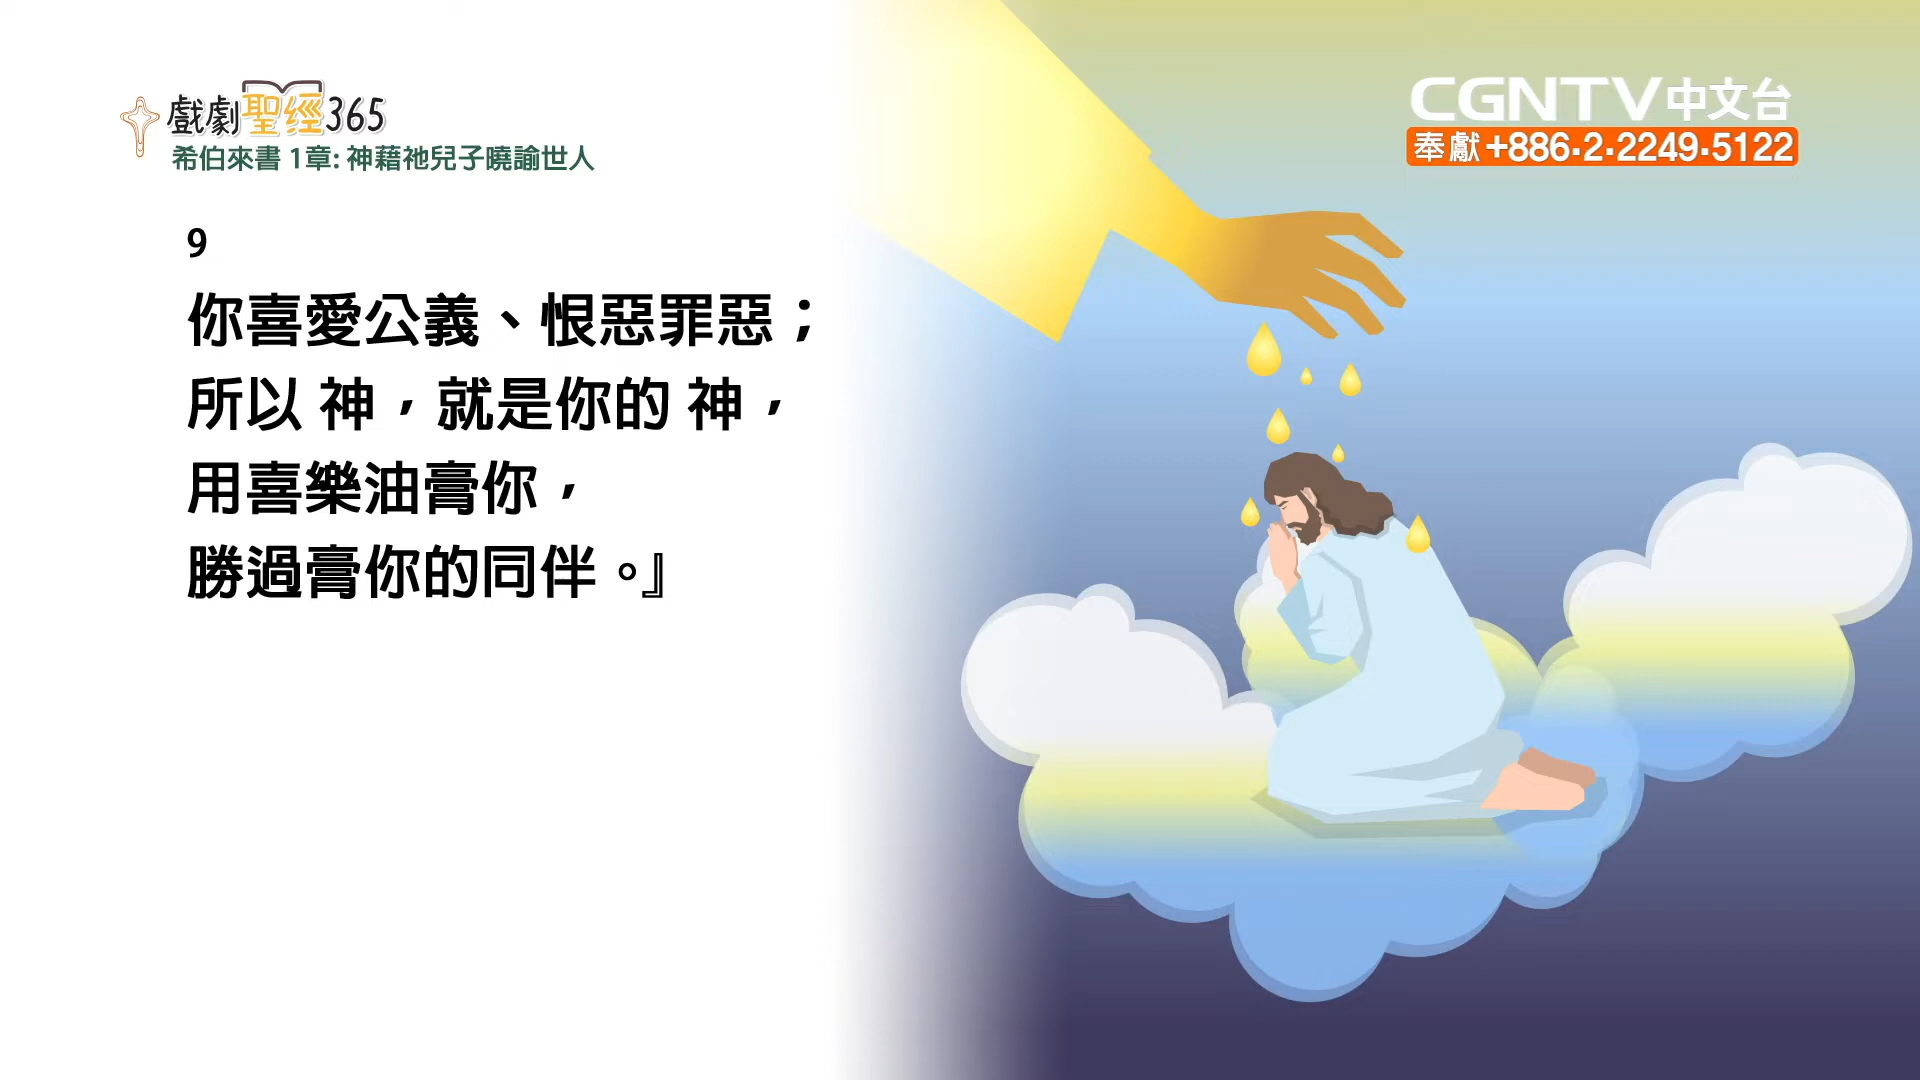 戲劇聖經365
希伯來書 1章: 神藉祂兒子曉諭世人
CGNTV中文台
奉獻 +886·2·2249·5122
9
你喜愛公義、恨惡罪惡；
所以 神，就是你的 神，
用喜樂油膏你，
勝過膏你的同伴。』